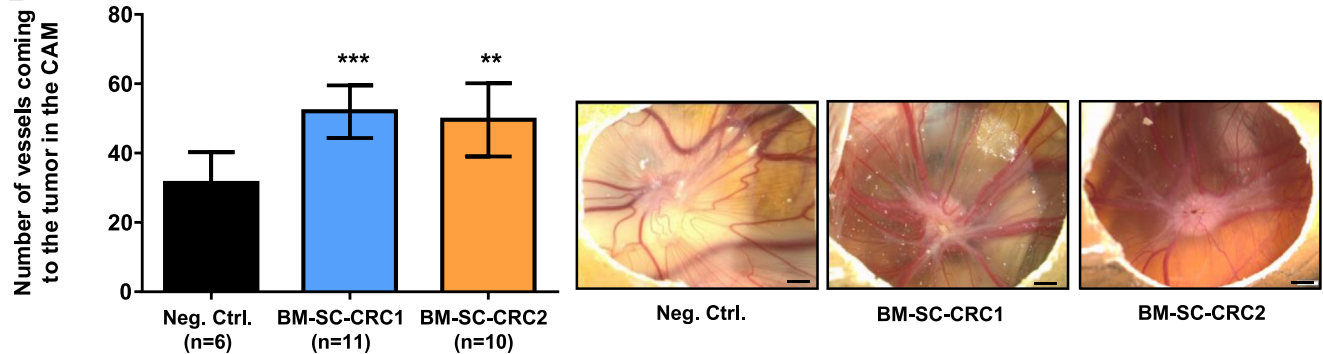 Number of vessels coming
to the tumor in the CAM
80
60
40
20
0
***
**
Neg. Ctrl.
(n=6)
BM-SC-CRC1
(n=11)
BM-SC-CRC2
(n=10)
Neg. Ctrl.
BM-SC-CRC1
BM-SC-CRC2